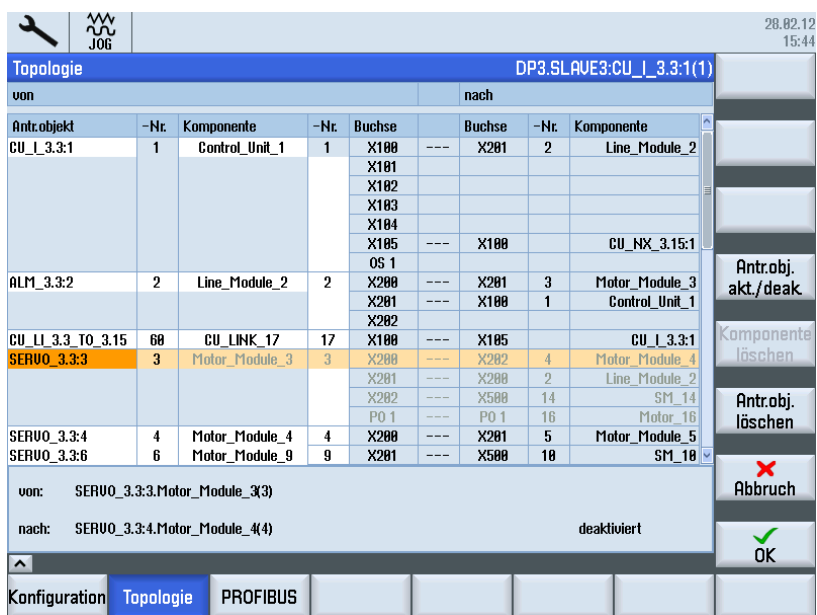 28.02.12
JOG 15:44
Topologie DP3.SLAVE3:CU_I_3.3:1(1)
von nach
Antr.objekt -Nr. Komponente -Nr. Buchse Buchse -Nr. Komponente
CU_I_3.3:1 1 Control_Unit_1 1 X100 --- X201 2 Line_Module_2
X101
X102
X103
X104
X105 --- X100 CU_NX_3.15:1
OS 1
ALM_3.3:2 2 Line_Module_2 2 X200 --- X201 3 Motor_Module_3
X201 --- X100 1 Control_Unit_1
X202
CU_LI_3.3_TO_3.15 60 CU_LINK_17 17 X100 --- X105 CU_I_3.3:1
SERVO_3.3:3 3 Motor_Module_3 3 X200 --- X202 4 Motor_Module_4
X201 --- X200 2 Line_Module_2
X202 --- X500 14 SM_14
PO 1 --- PO 1 16 Motor_16
SERVO_3.3:4 4 Motor_Module_4 4 X200 --- X201 5 Motor_Module_5
SERVO_3.3:6 6 Motor_Module_9 9 X201 --- X500 10 SM_10
von: SERVO_3.3:3.Motor_Module_3(3)
nach: SERVO_3.3:4.Motor_Module_4(4) deaktiviert
Antr.obj.
akt./deak.
Komponente
löschen
Antr.obj.
löschen
Abbruch
OK
Konfiguration Topologie PROFIBUS